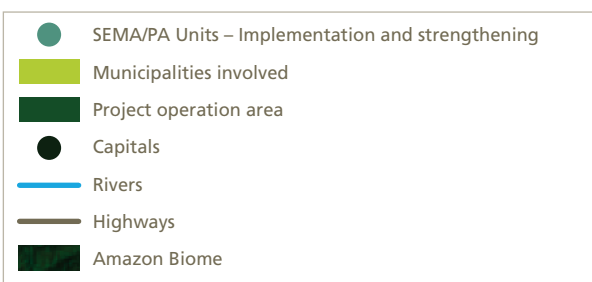 SEMA/PA Units – Implementation and strengthening
Municipalities involved
Project operation area
Capitals
Rivers
Highways
Amazon Biome